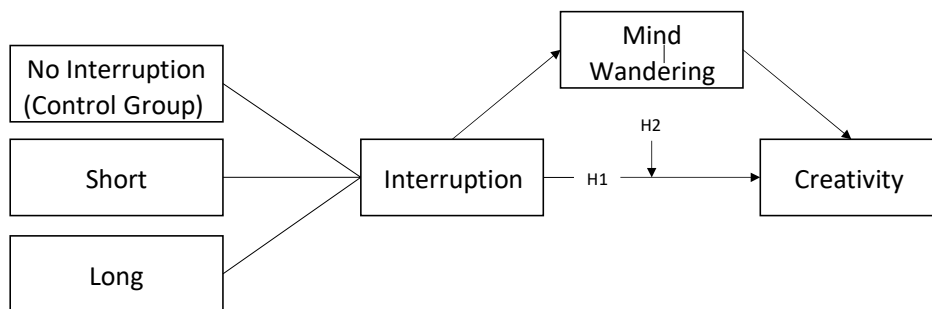 Mind
Wandering
No Interruption
(Control Group)
H2
Short
Interruption
H1
Creativity
Long